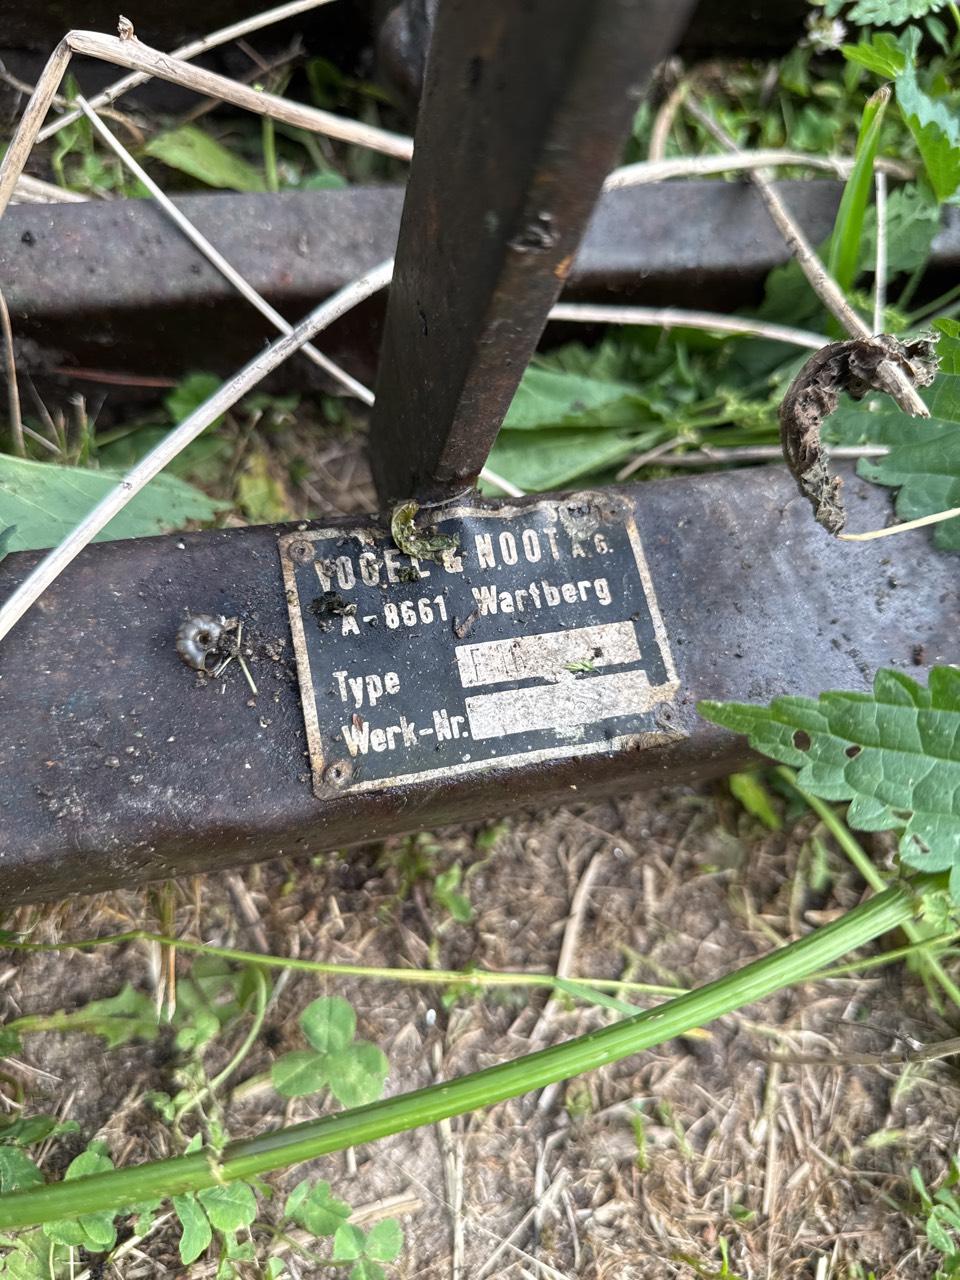 VOGEL & NOOT A.G.
A-8661 Wartberg
Type
Werk-Nr.